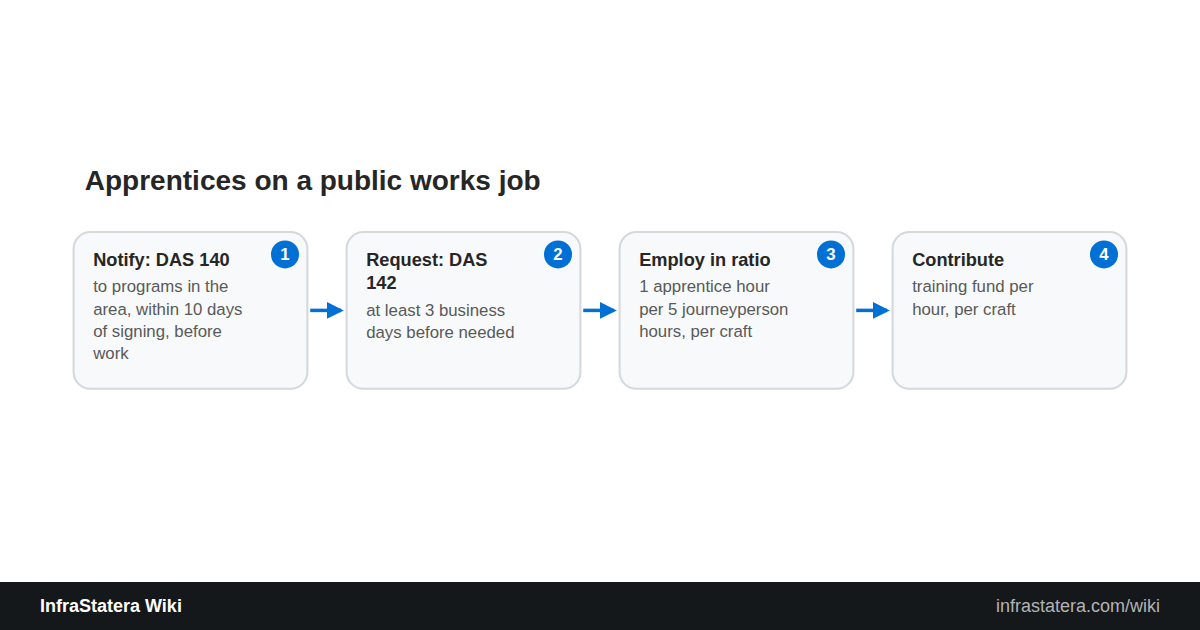 Apprentices on a public works job
1
Notify: DAS 140
to programs in the
area, within 10 days
of signing, before
work
2
Request: DAS
142
at least 3 business
days before needed
3
Employ in ratio
1 apprentice hour
per 5 journeyperson
hours, per craft
4
Contribute
training fund per
hour, per craft
InfraStatera Wiki
infrastatera.com/wiki